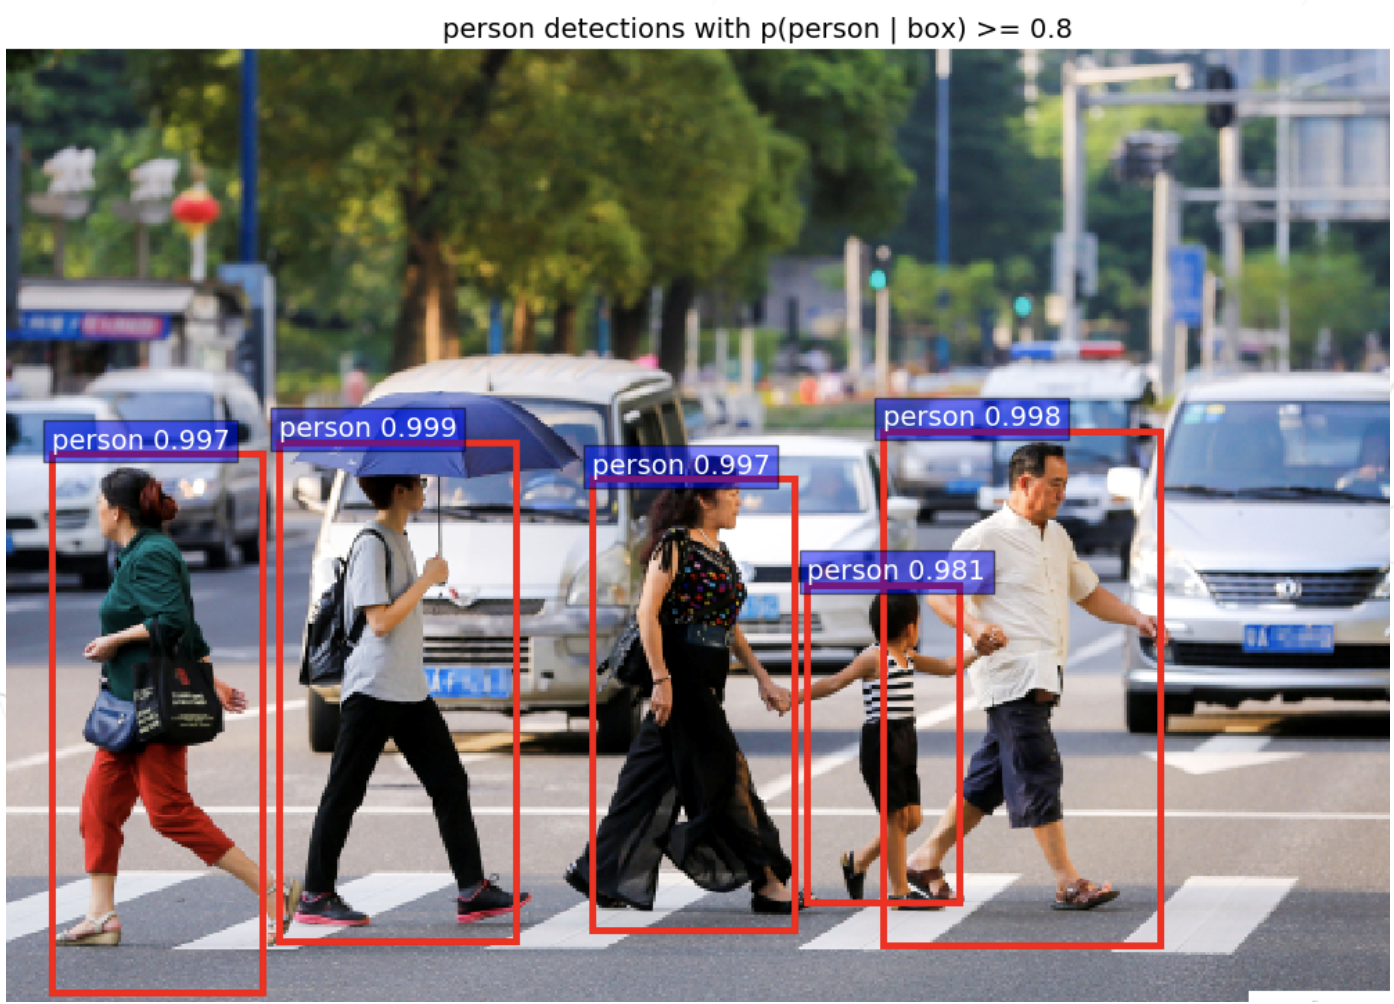 person detections with p(person | box) >= 0.8
person 0.997
person 0.999
person 0.997
person 0.998
person 0.981